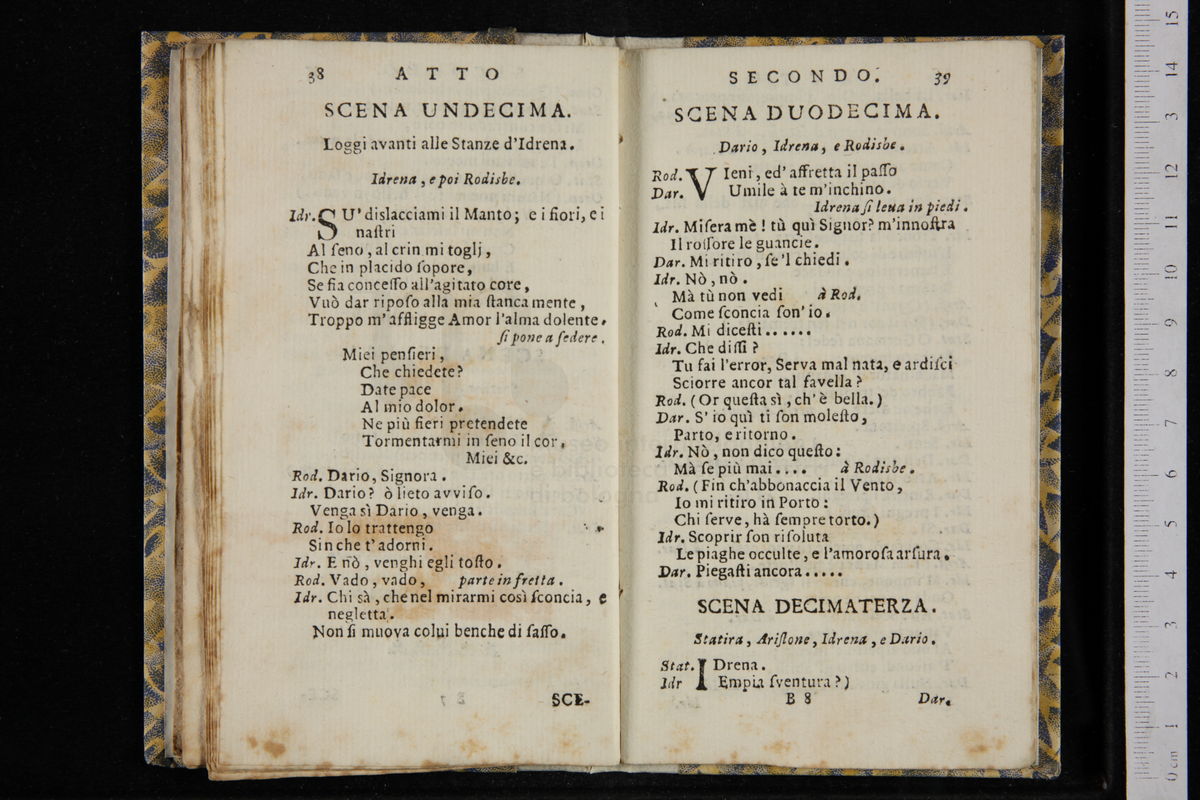 38 ATTO
SCENA UNDECIMA.
Loggi avanti alle Stanze d'Idrena.
Idrena, e poi Rodisbe.
Idr. SU' dislacciami il Manto; e i fiori, e i
naſtri
Al ſeno, al crin mi toglj,
Che in placido ſopore,
Se fia conceſſo all'agitato core,
Vuò dar ripoſo alla mia ſtanca mente,
Troppo m'affligge Amor l'alma dolente.
ſi pone a ſedere.
Miei penſieri,
Che chiedete?
Date pace
Al mio dolor.
Ne più fieri pretendete
Tormentarmi in ſeno il cor.
Miei &c.
Rod. Dario, Signora.
Idr. Dario? ò lieto avviſo.
Venga sì Dario, venga.
Rod. Io lo trattengo
Sin che t'adorni.
Idr. E nò, venghi egli toſto.
Rod. Vado, vado, parte in fretta.
Idr. Chi sà, che nel mirarmi così ſconcia, e
negletta.
Non ſi muova colui benche di ſaſſo.
SCE-
SECONDO. 39
SCENA DUODECIMA.
Dario, Idrena, e Rodisbe.
Rod. VIeni, ed' affretta il paſſo
Dar. Umile à te m'inchino.
Idrena ſi leva in piedi.
Idr. Miſera mè! tù quì Signor? m'innoſtra
Il roſſore le guancie.
Dar. Mi ritiro, ſe'l chiedi.
Idr. Nò, nò.
Mà tù non vedi à Rod.
Come ſconcia ſon' io.
Rod. Mi diceſti......
Idr. Che diſſi?
Tu fai l'error, Serva mal nata, e ardiſci
Sciorre ancor tal favella?
Rod. (Or queſta sì, ch'è bella.)
Dar. S' io quì ti ſon moleſto,
Parto, e ritorno.
Idr. Nò, non dico queſto:
Mà ſe più mai.... à Rodisbe.
Rod. (Fin ch'abbonaccia il Vento,
Io mi ritiro in Porto:
Chi ſerve, hà ſempre torto.)
Idr. Scoprir ſon riſoluta
Le piaghe occulte, e l'amoroſa arſura.
Dar. Piegaſti ancora.....
SCENA DECIMATERZA.
Statira, Ariſtone, Idrena, e Dario.
Stat. IDrena.
Idr Empia ſventura?)
B 8 Dar.